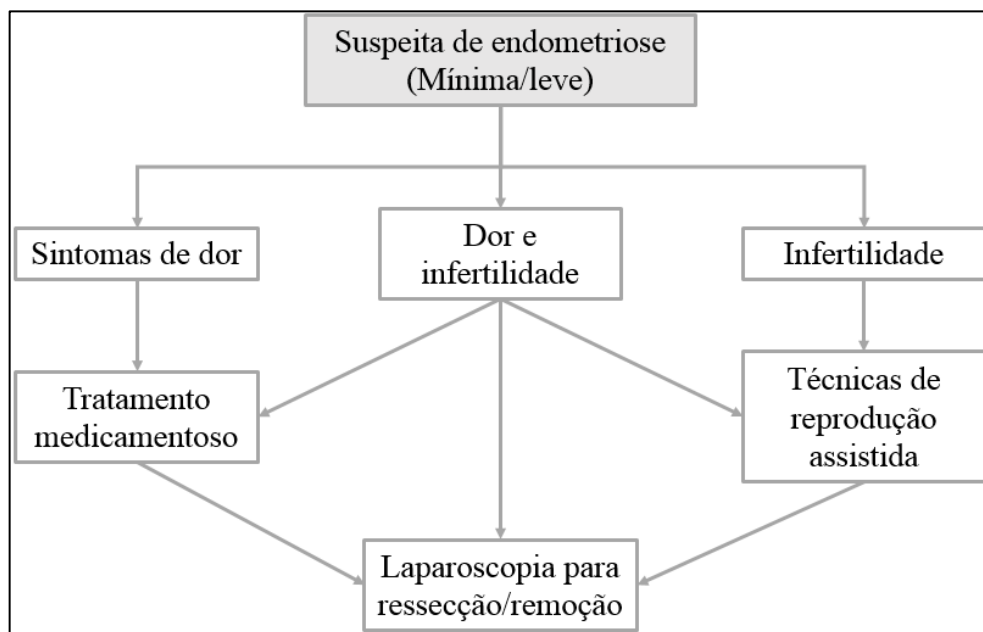 Suspeita de endometriose
(Mínima/leve)
Sintomas de dor
Dor e
infertilidade
Infertilidade
Tratamento
medicamentoso
Técnicas de
reprodução
assistida
Laparoscopia para
ressecção/remoção